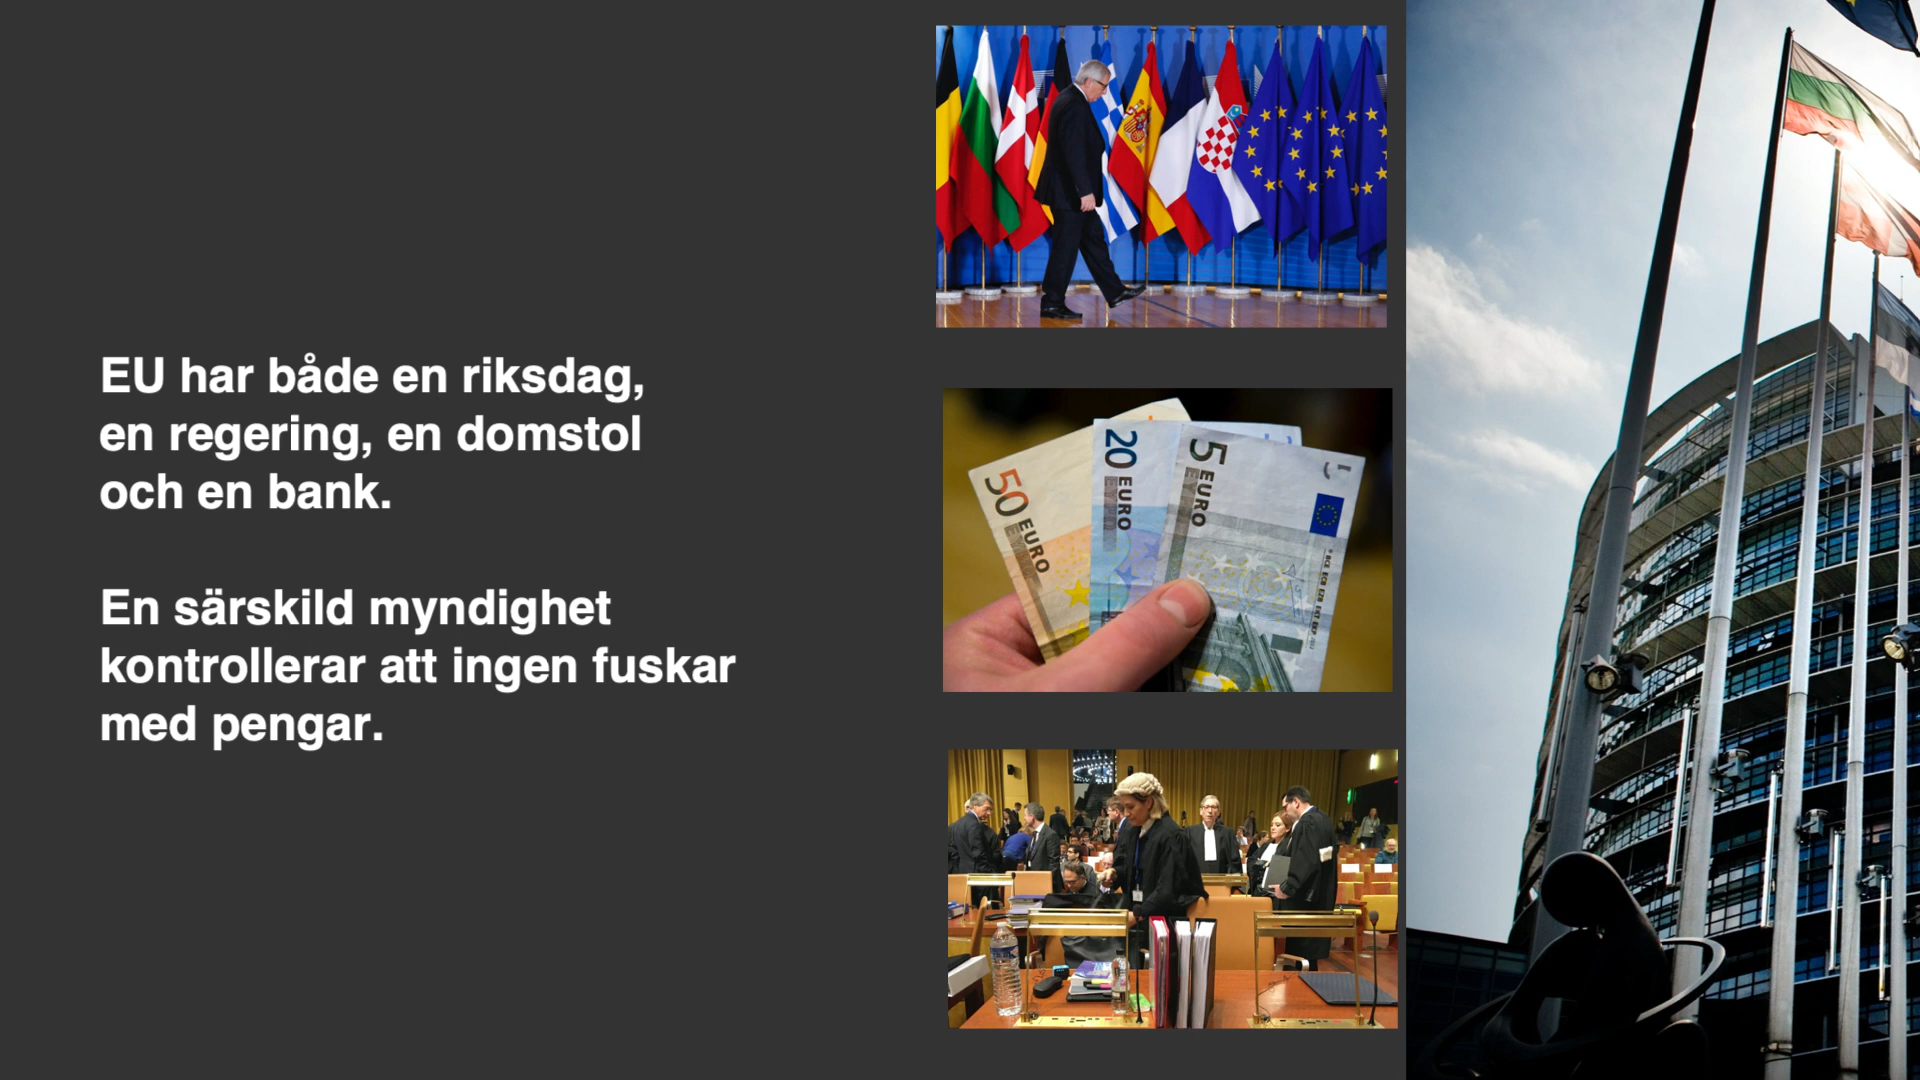 EU har både en riksdag,
en regering, en domstol
och en bank.
En särskild myndighet
kontrollerar att ingen fuskar
med pengar.
50 EURO
20 EURO
5 EURO